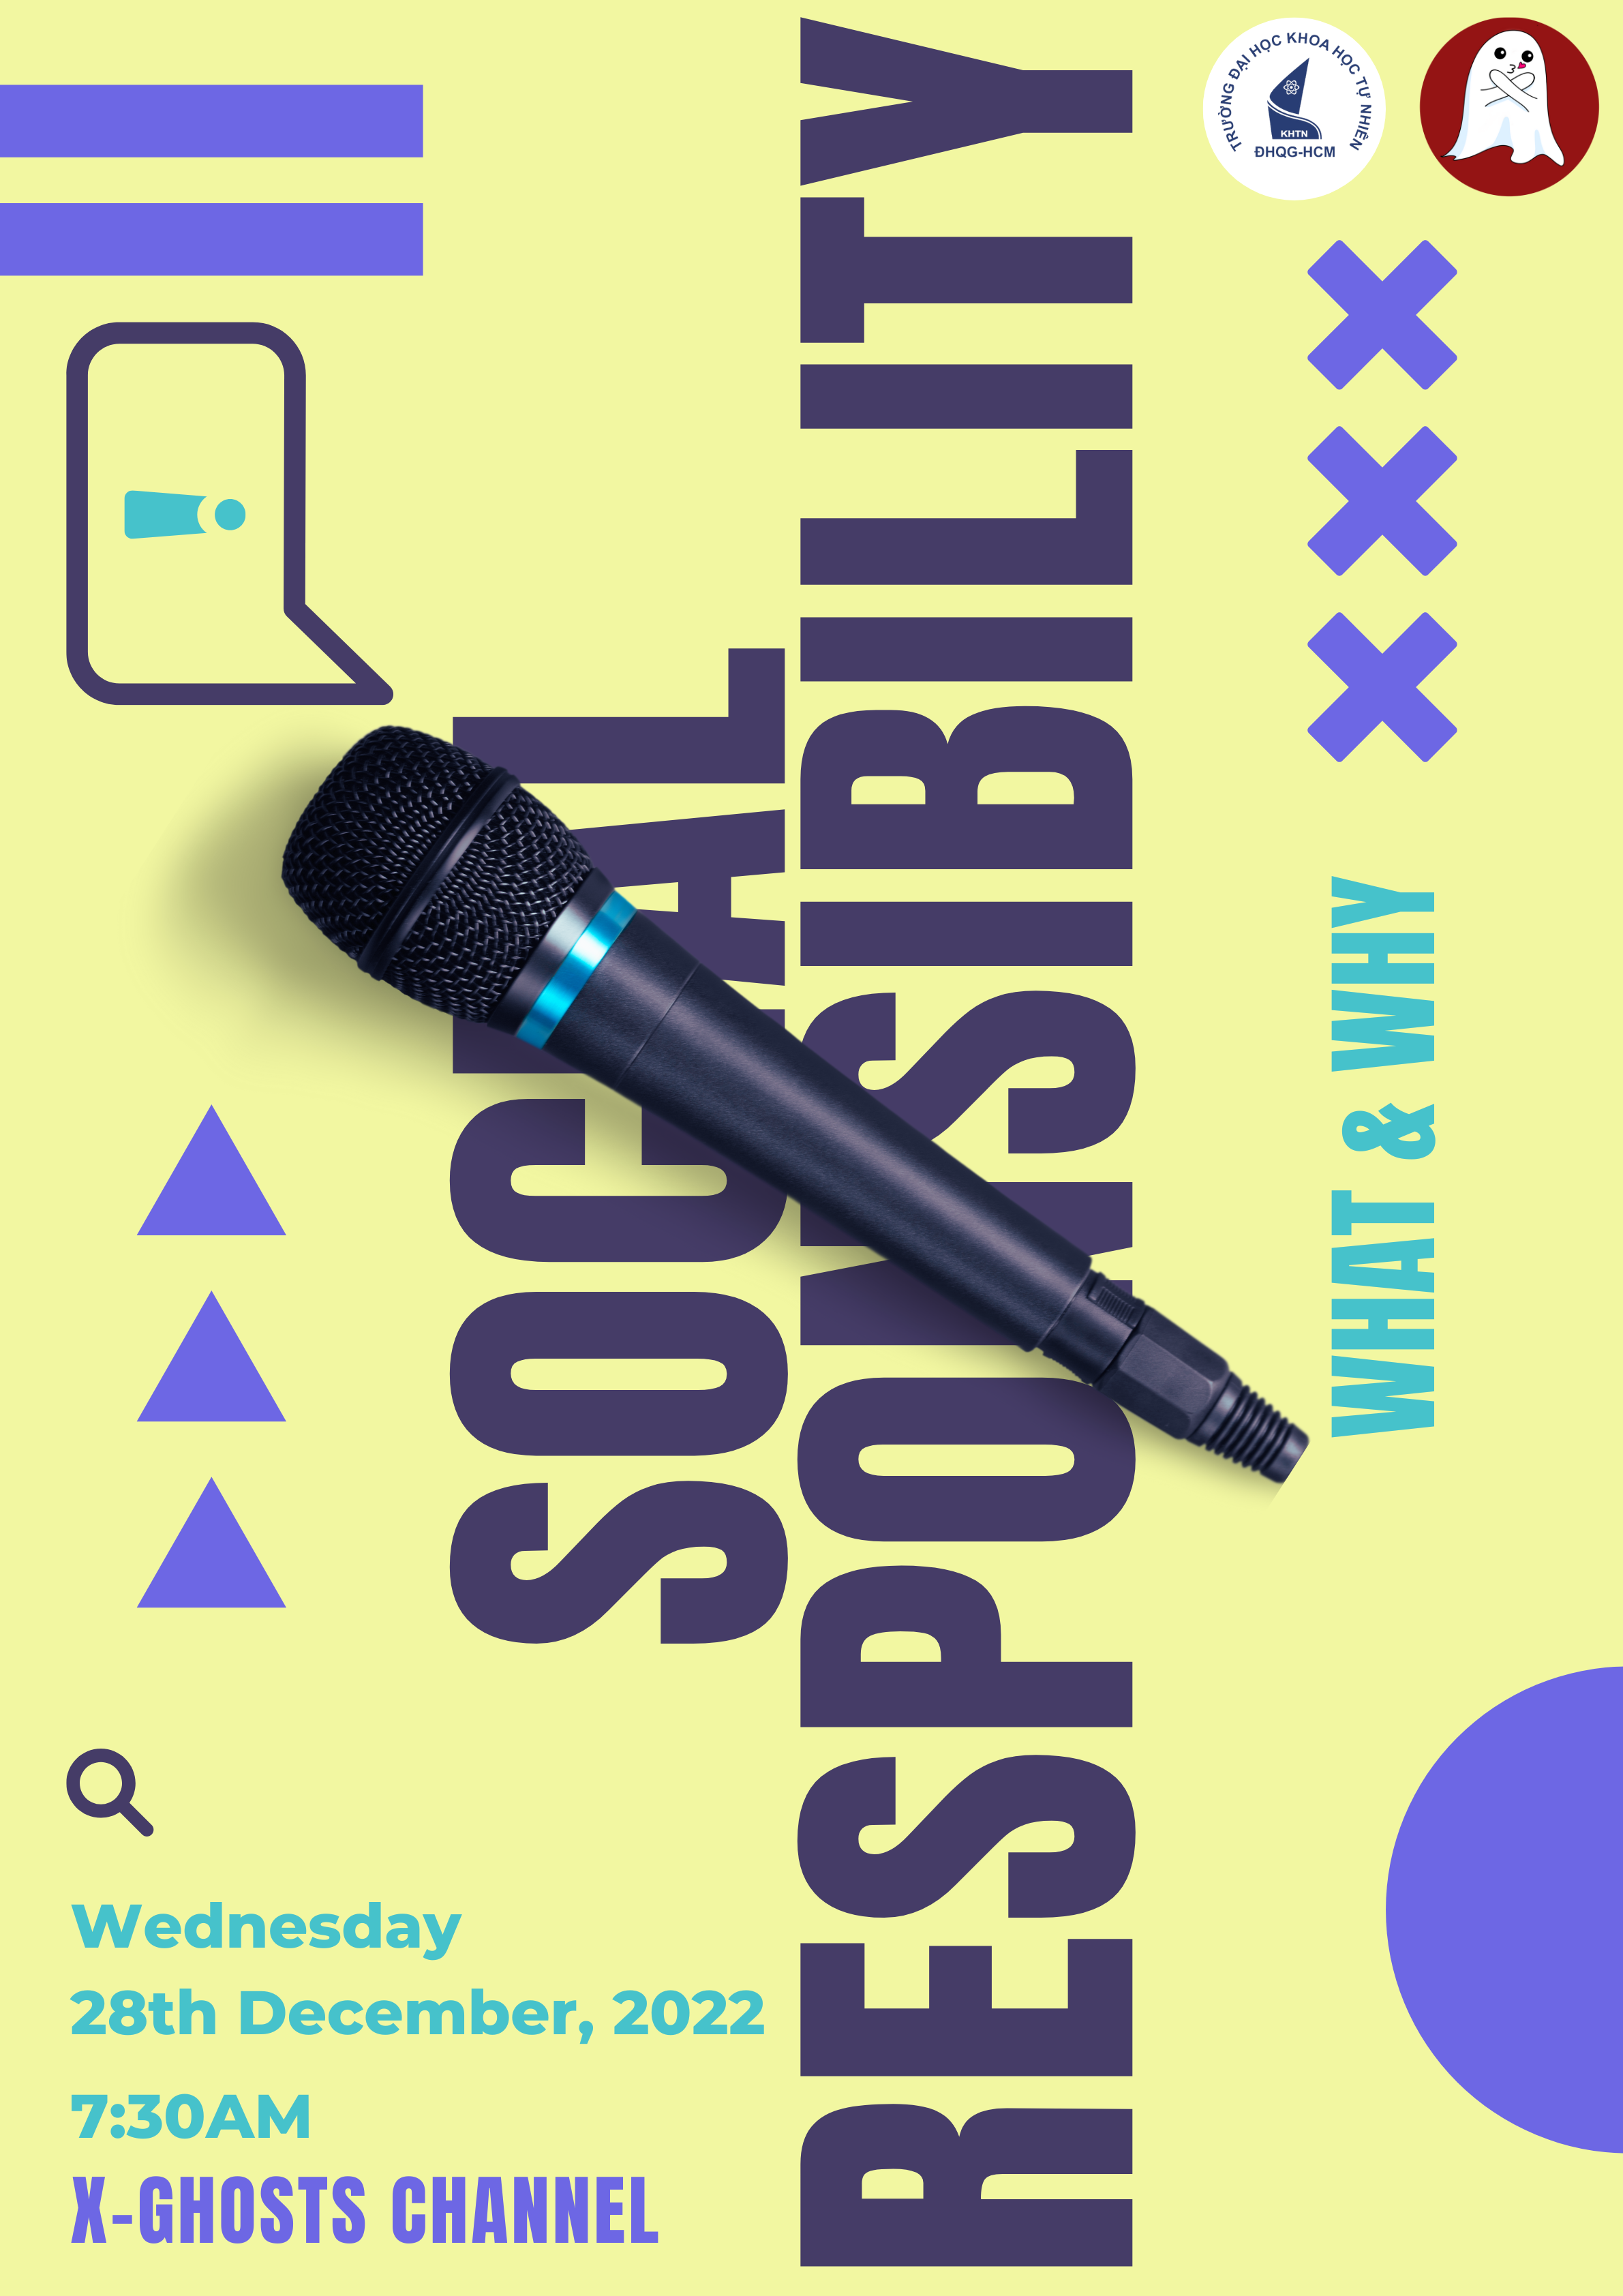 TRƯỜNG ĐẠI HỌC KHOA HỌC TỰ NHIÊN
KHTN
ĐHQG-HCM
SOCIAL
RESPONSIBILITY
WHAT & WHY
Wednesday
28th December, 2022
7:30AM
X-GHOSTS CHANNEL